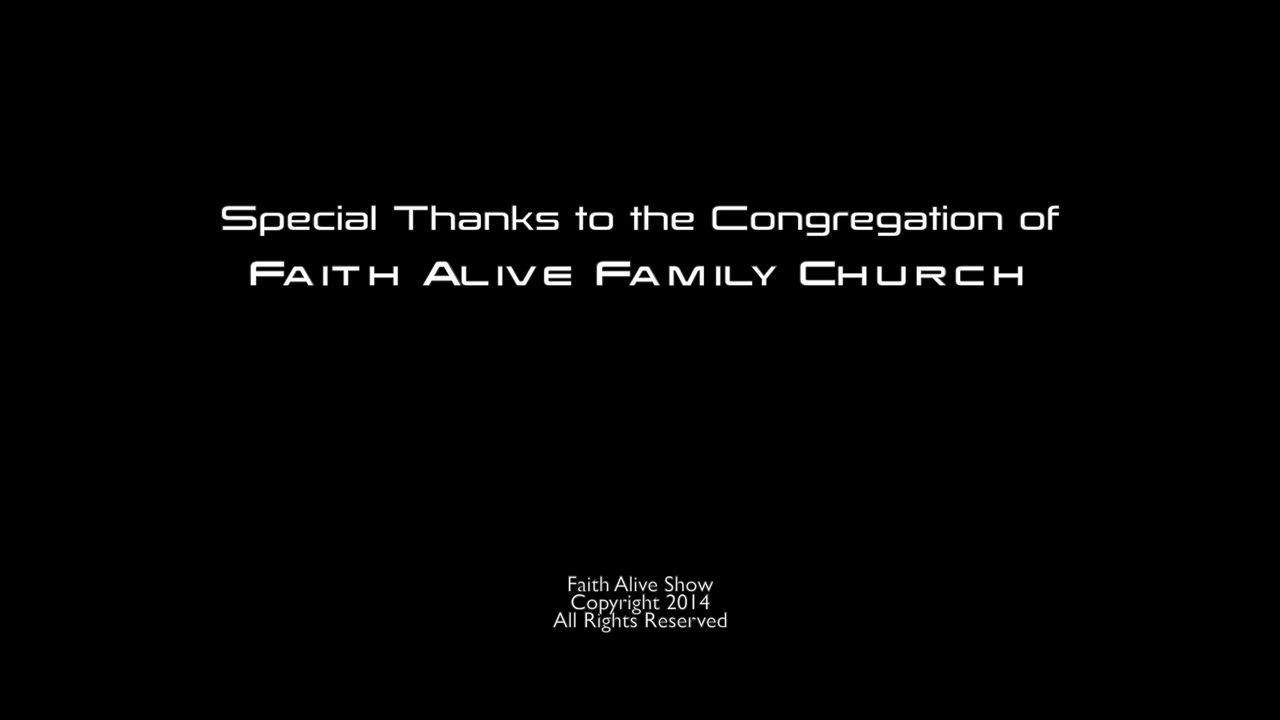 Special Thanks to the Congregation of
FAITH ALIVE FAMILY CHURCH
Faith Alive Show
Copyright 2014
All Rights Reserved